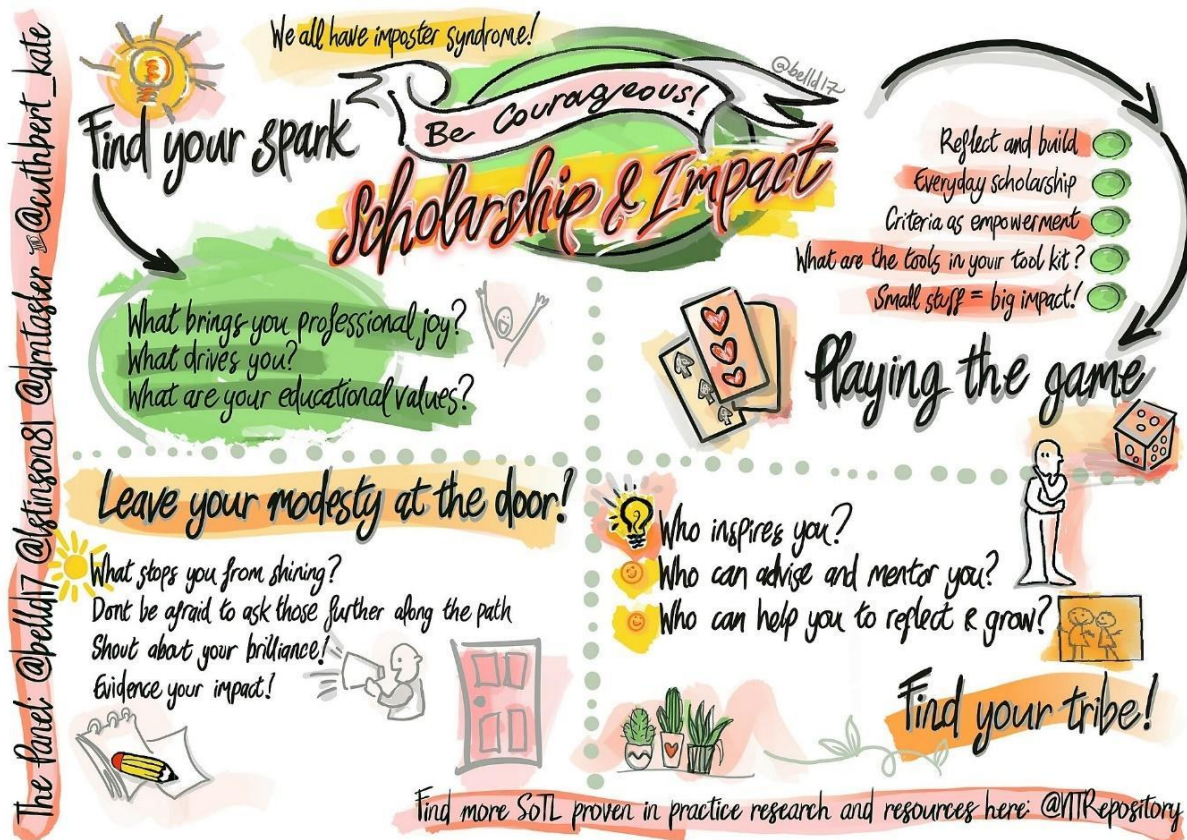 We all have imposter syndrome!
Be Courageous!
@belld17
Scholarship & Impact
Find your spark
What brings you professional joy?
What drives you?
What are your educational values?
Reflect and build
Everyday scholarship
Criteria as empowerment
What are the tools in your tool kit?
Small stuff = big impact!
Playing the game
Leave your modesty at the door!
What stops you from shining?
Dont be afraid to ask those further along the path
Shout about your brilliance!
Evidence your impact!
Who inspires you?
Who can advise and mentor you?
Who can help you to reflect & grow?
Find your tribe!
The Panel: @belld17 @lstinson81 @drntasler @cuthbert_kate
Find more SoTL proven in practice research and resources here: @NTRepository